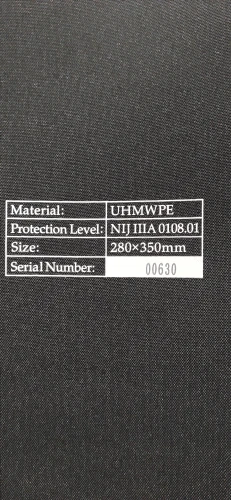 Material: UHMWPE
Protection Level: NIJ IIIA 0108.01
Size: 280×350mm
Serial Number: 00630